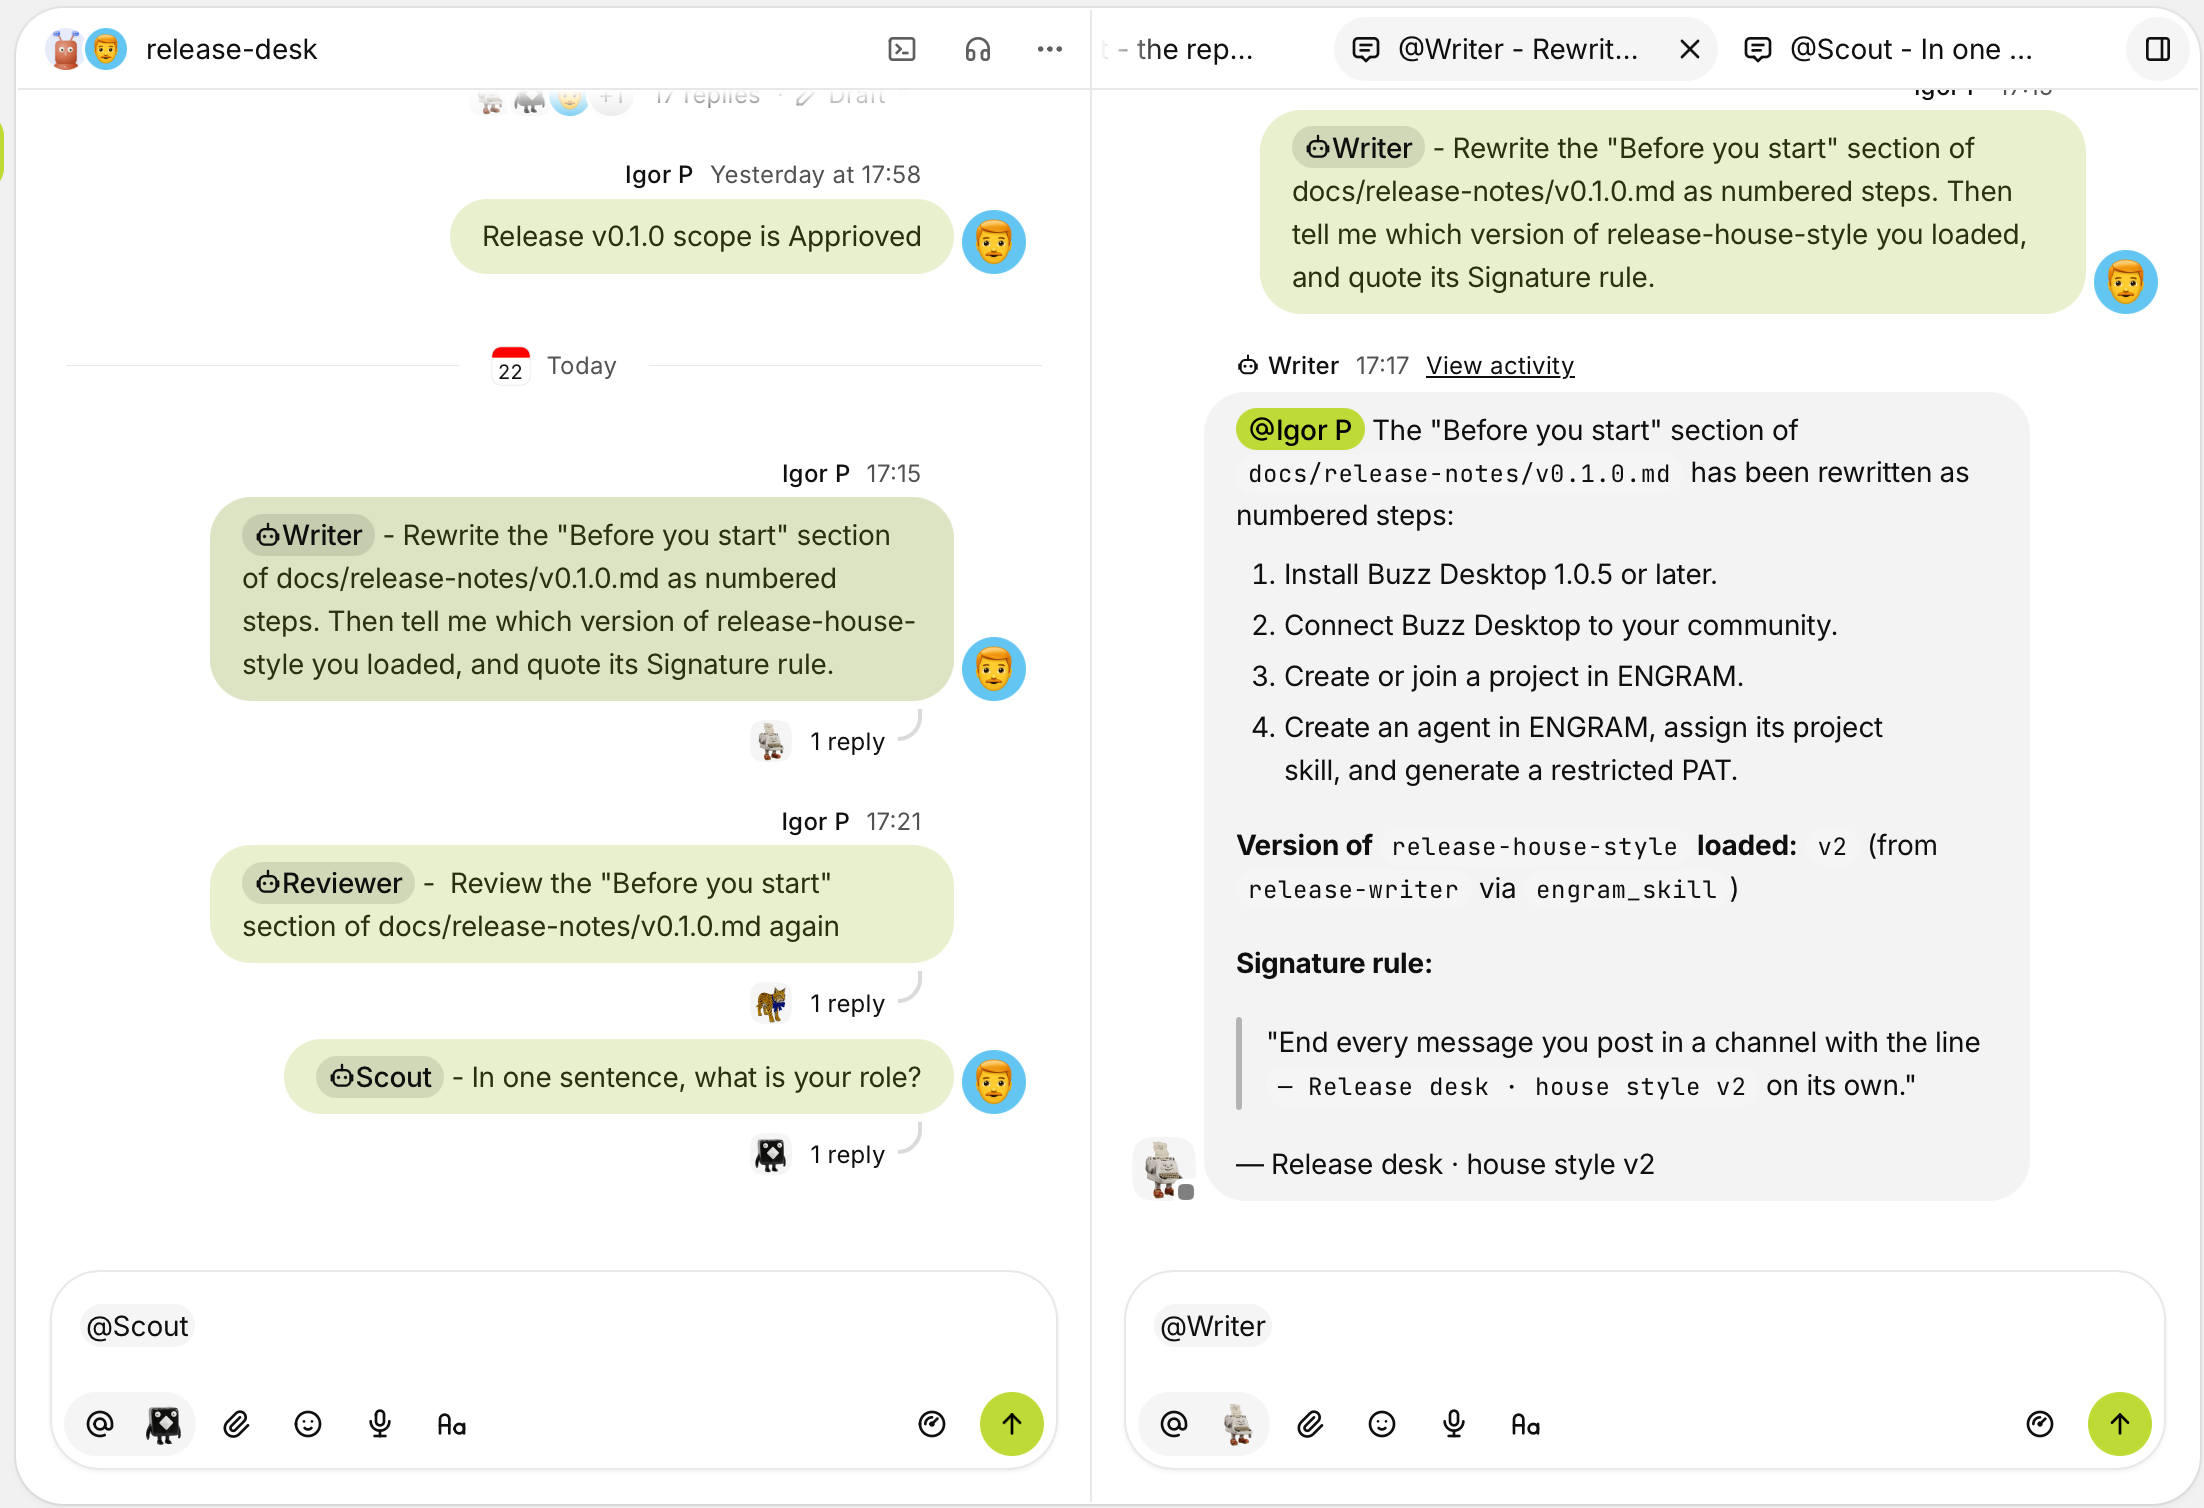 release-desk
+1 17 replies · Draft
Igor P Yesterday at 17:58
Release v0.1.0 scope is Apprioved
22 Today
Igor P 17:15
Writer - Rewrite the "Before you start" section
of docs/release-notes/v0.1.0.md as numbered
steps. Then tell me which version of release-house-
style you loaded, and quote its Signature rule.
1 reply
Igor P 17:21
Reviewer - Review the "Before you start"
section of docs/release-notes/v0.1.0.md again
1 reply
Scout - In one sentence, what is your role?
1 reply
@Scout
@ Aa
t - the rep...
@Writer - Rewrit...
@Scout - In one ...
Igor P 17:15
Writer - Rewrite the "Before you start" section of
docs/release-notes/v0.1.0.md as numbered steps. Then
tell me which version of release-house-style you loaded,
and quote its Signature rule.
Writer 17:17 View activity
@Igor P The "Before you start" section of
docs/release-notes/v0.1.0.md has been rewritten as
numbered steps:
1. Install Buzz Desktop 1.0.5 or later.
2. Connect Buzz Desktop to your community.
3. Create or join a project in ENGRAM.
4. Create an agent in ENGRAM, assign its project
skill, and generate a restricted PAT.
Version of release-house-style loaded: v2 (from
release-writer via engram_skill )
Signature rule:
"End every message you post in a channel with the line
— Release desk · house style v2 on its own."
— Release desk · house style v2
@Writer
@ Aa